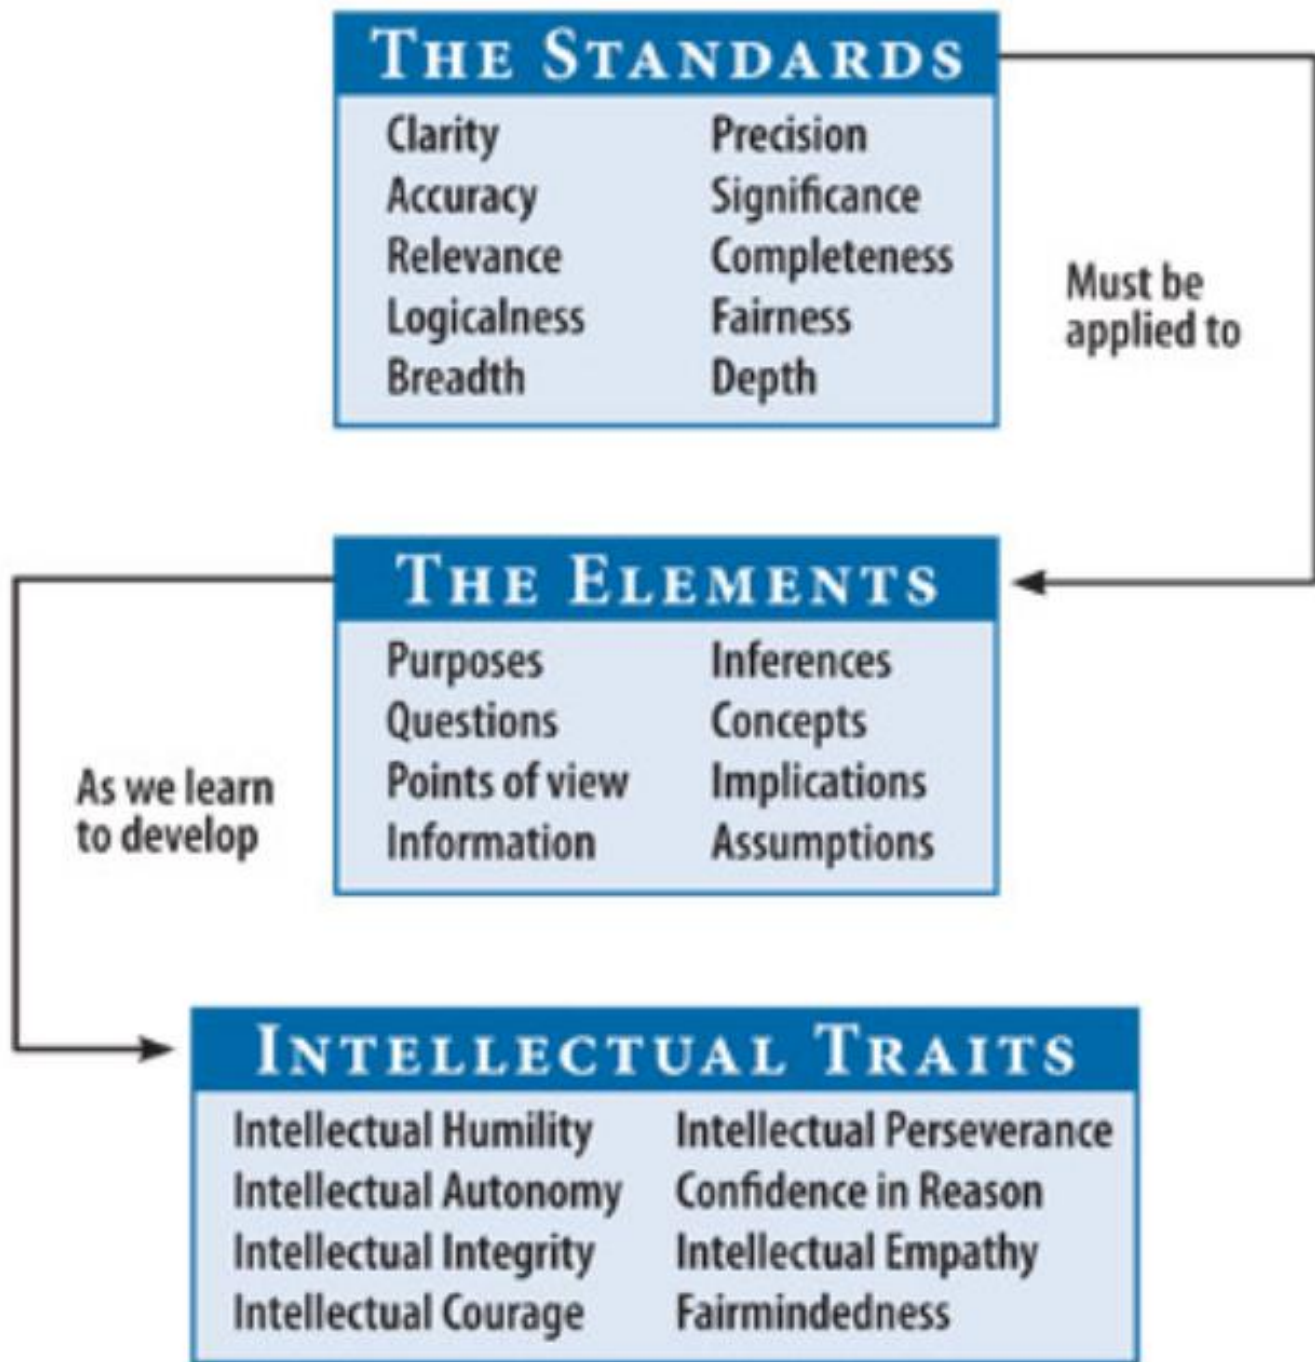 THE STANDARDS
Clarity Precision
Accuracy Significance
Relevance Completeness
Logicalness Fairness
Breadth Depth
Must be
applied to
THE ELEMENTS
Purposes Inferences
Questions Concepts
Points of view Implications
Information Assumptions
As we learn
to develop
INTELLECTUAL TRAITS
Intellectual Humility Intellectual Perseverance
Intellectual Autonomy Confidence in Reason
Intellectual Integrity Intellectual Empathy
Intellectual Courage Fairmindedness